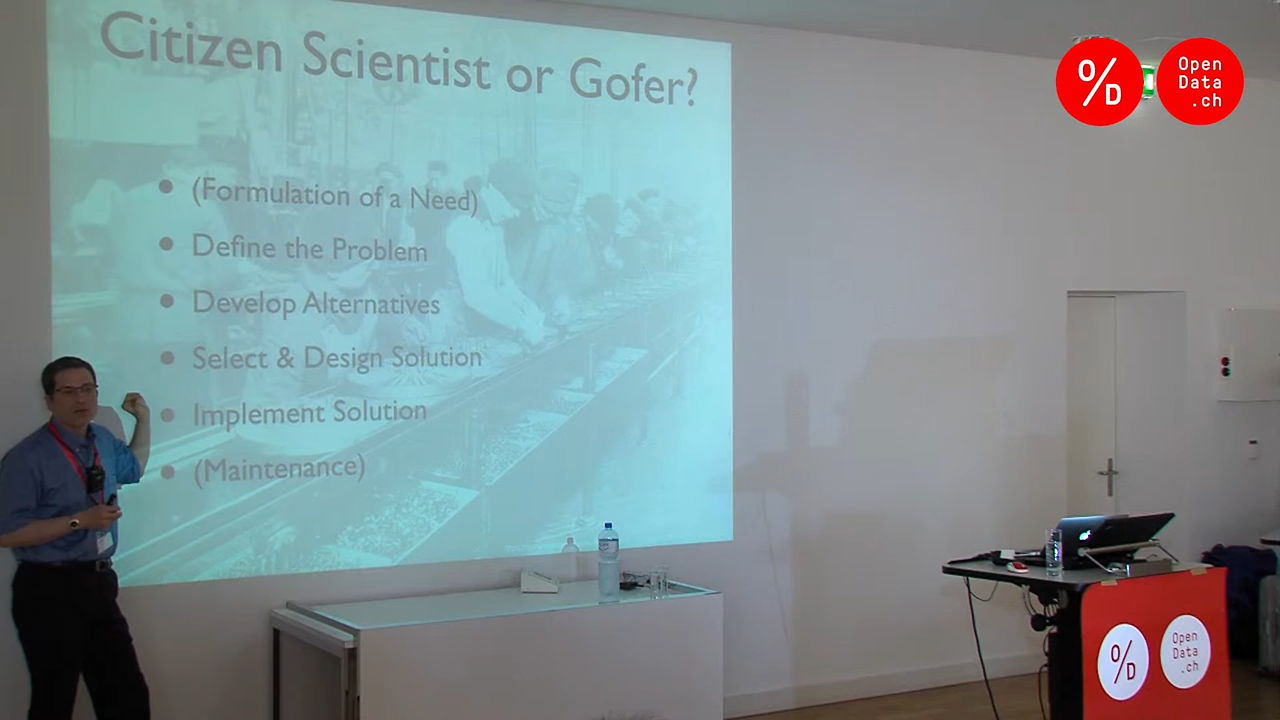 Citizen Scientist or Gofer?
• (Formulation of a Need)
• Define the Problem
• Develop Alternatives
• Select & Design Solution
• Implement Solution
• (Maintenance)
%D
Open
Data
.ch
%D
Open
Data
.ch